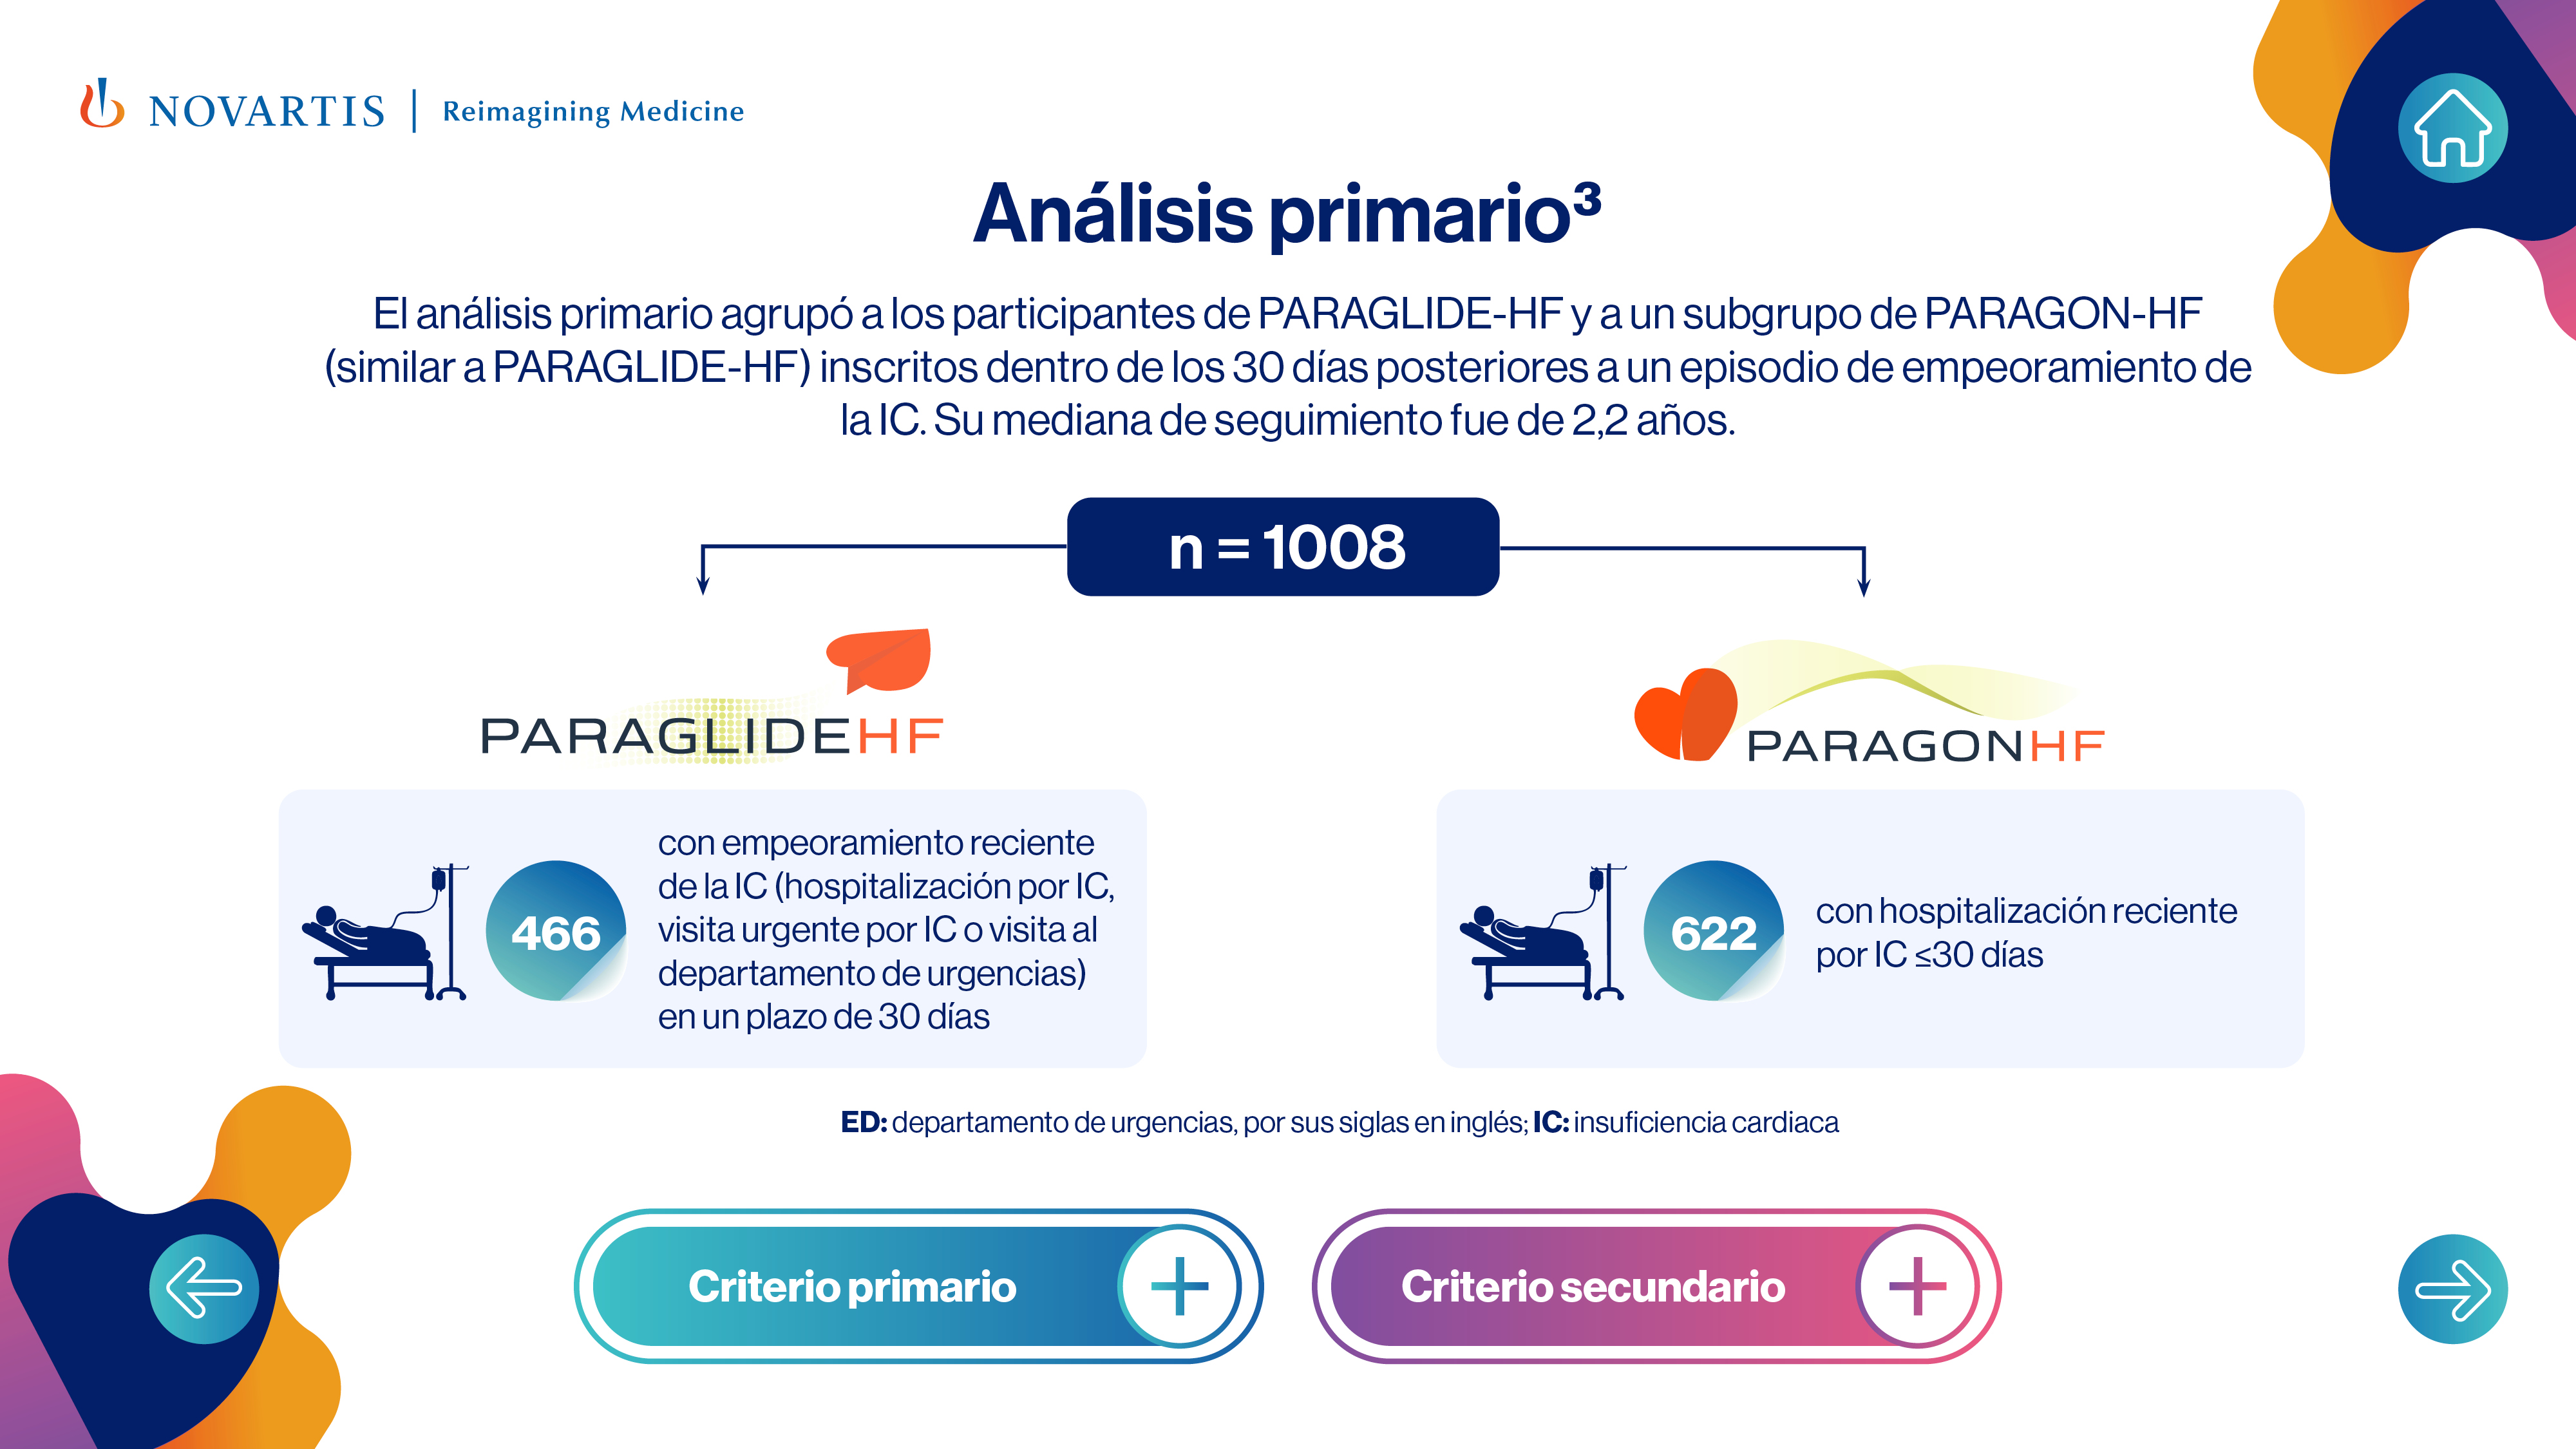 NOVARTIS | Reimagining Medicine
Análisis primario³
El análisis primario agrupó a los participantes de PARAGLIDE-HF y a un subgrupo de PARAGON-HF
(similar a PARAGLIDE-HF) inscritos dentro de los 30 días posteriores a un episodio de empeoramiento de
la IC. Su mediana de seguimiento fue de 2,2 años.
n = 1008
PARAGLIDEHF
466
con empeoramiento reciente
de la IC (hospitalización por IC,
visita urgente por IC o visita al
departamento de urgencias)
en un plazo de 30 días
PARAGONHF
622
con hospitalización reciente
por IC ≤30 días
ED: departamento de urgencias, por sus siglas en inglés; IC: insuficiencia cardiaca
Criterio primario
Criterio secundario